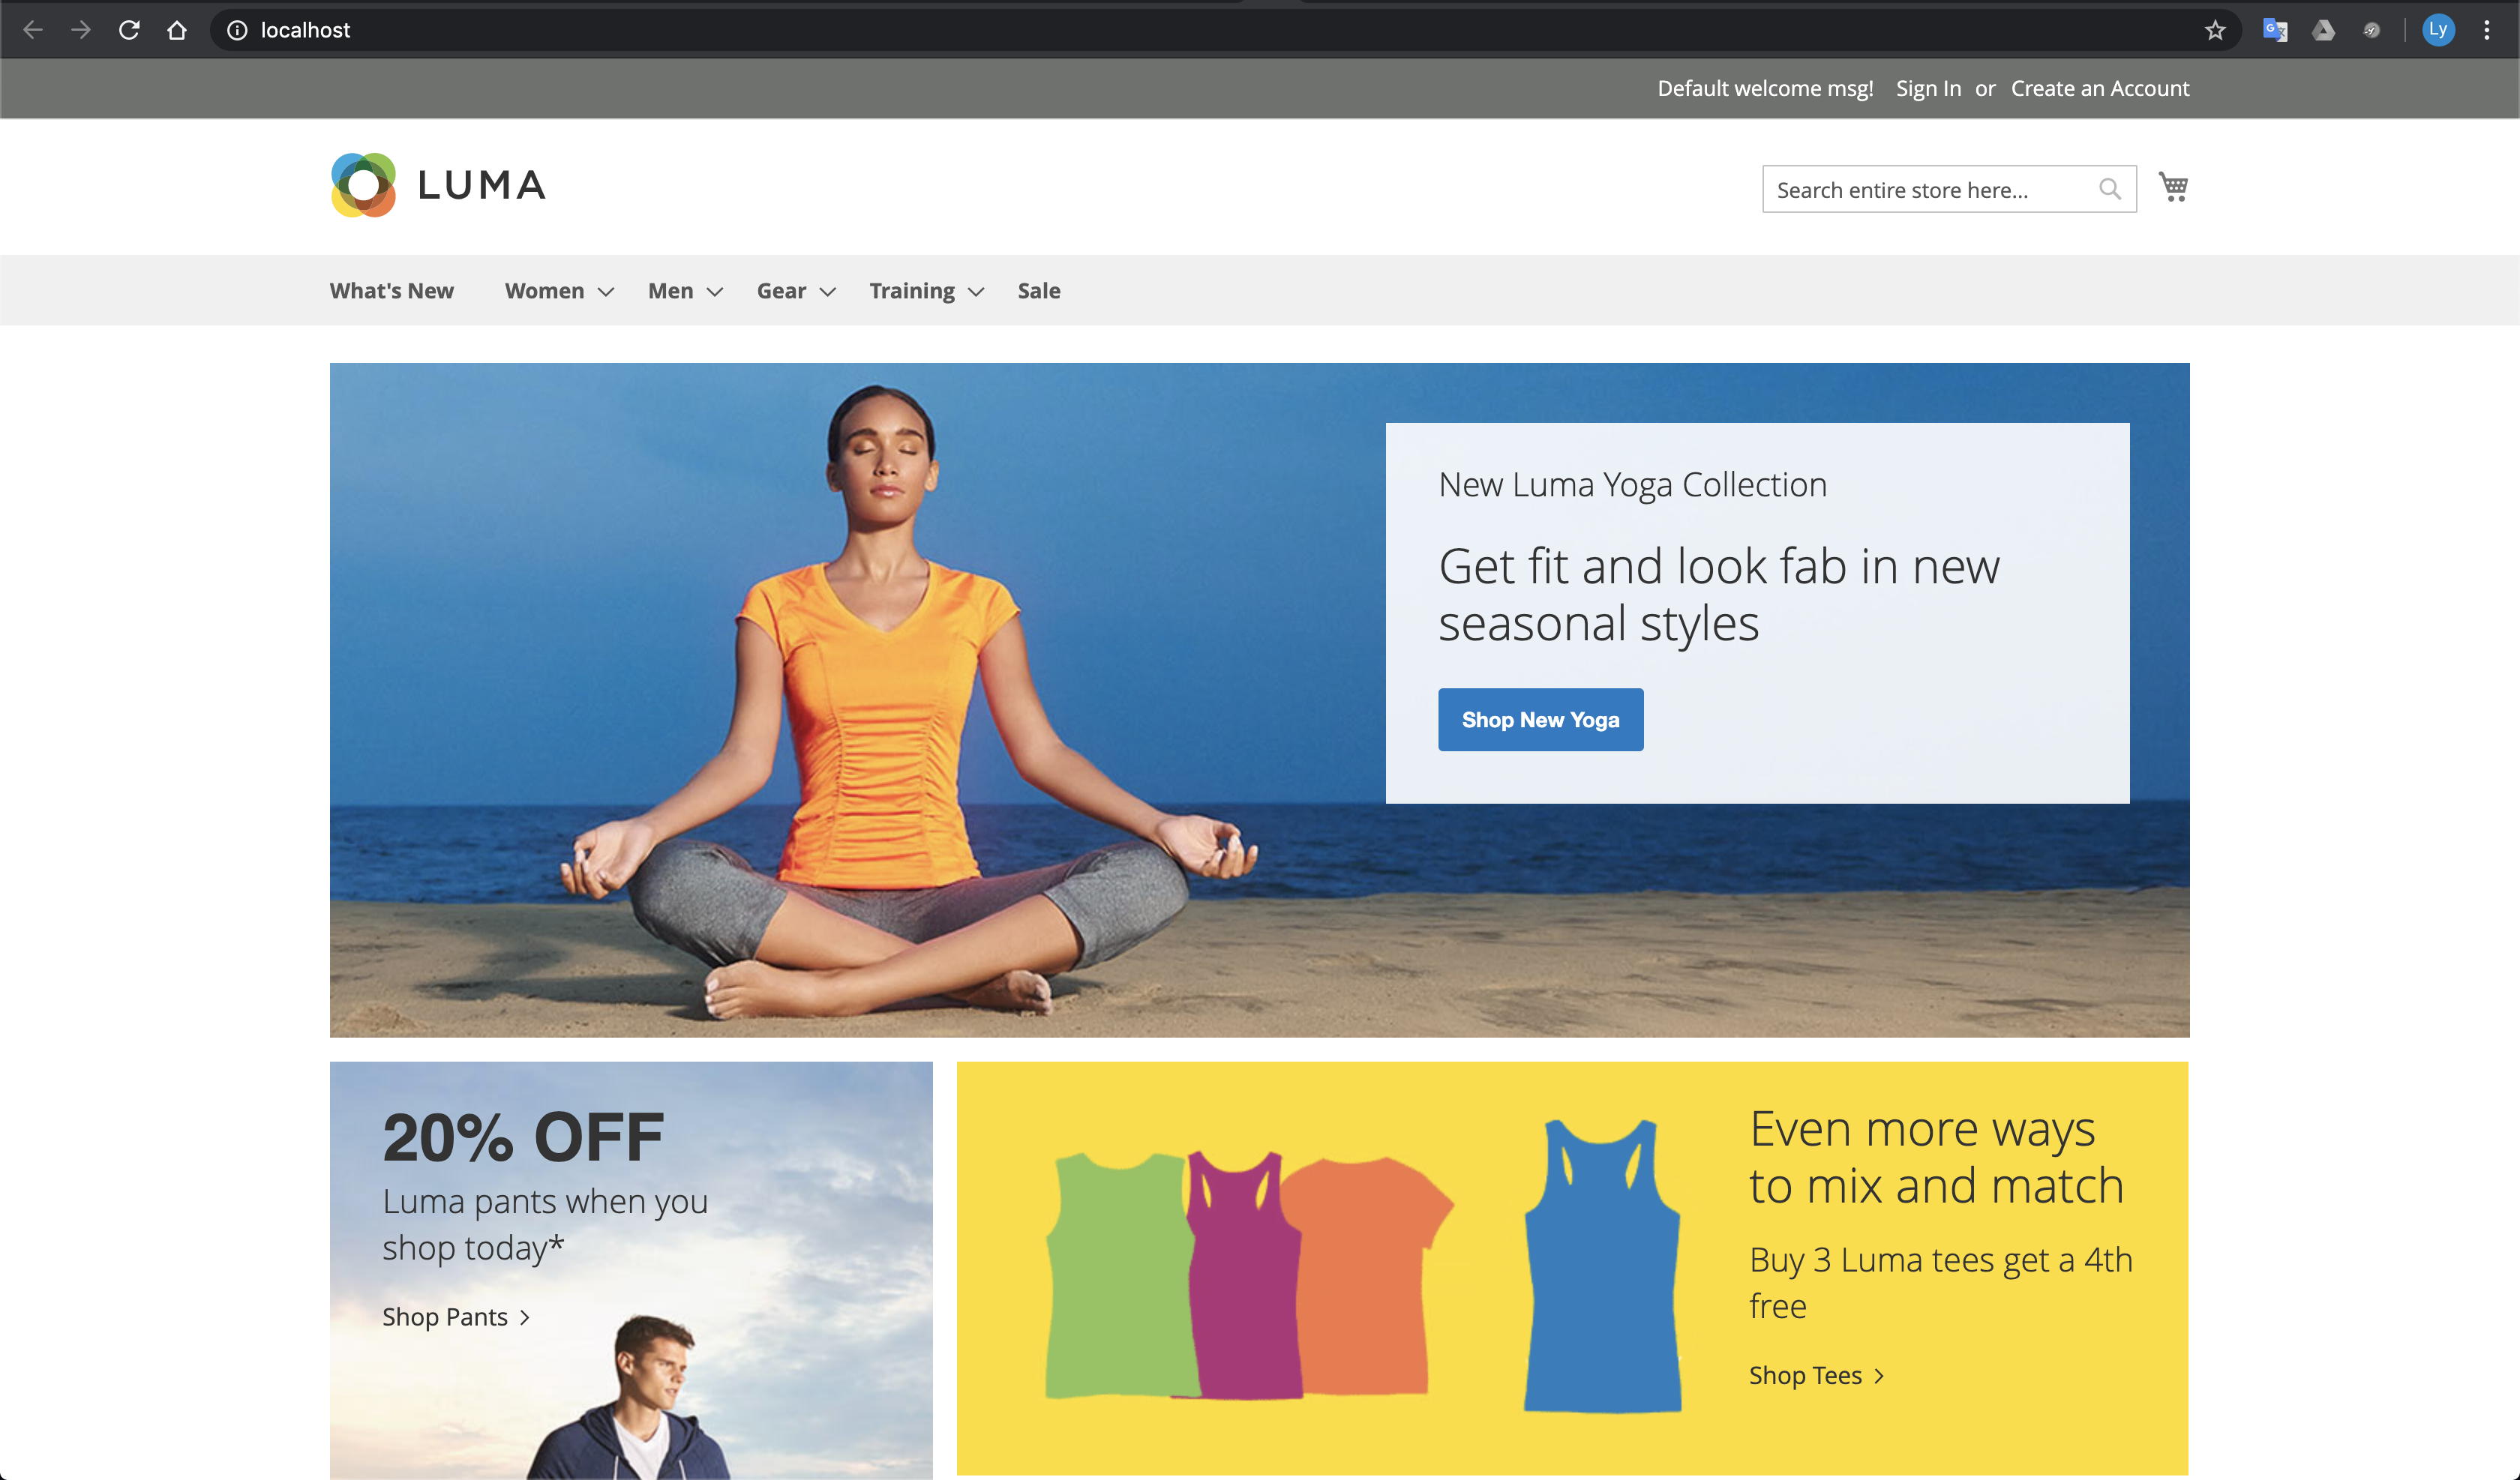 localhost
Ly
Default welcome msg! Sign In or Create an Account
LUMA
Search entire store here...
What's New Women Men Gear Training Sale
New Luma Yoga Collection
Get fit and look fab in new
seasonal styles
Shop New Yoga
20% OFF
Luma pants when you
shop today*
Shop Pants >
Even more ways
to mix and match
Buy 3 Luma tees get a 4th
free
Shop Tees >